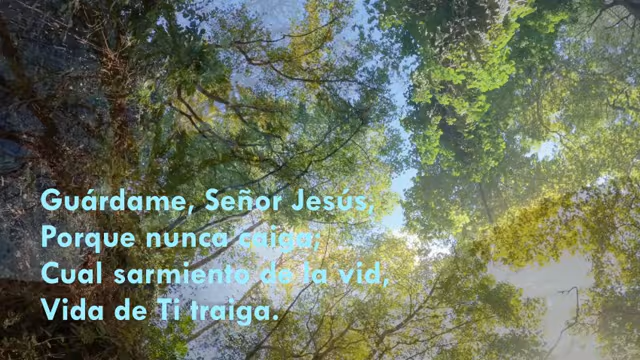 Guárdame, Señor Jesús,
Porque nunca caiga;
Cual sarmiento de la vid,
Vida de Ti traiga.